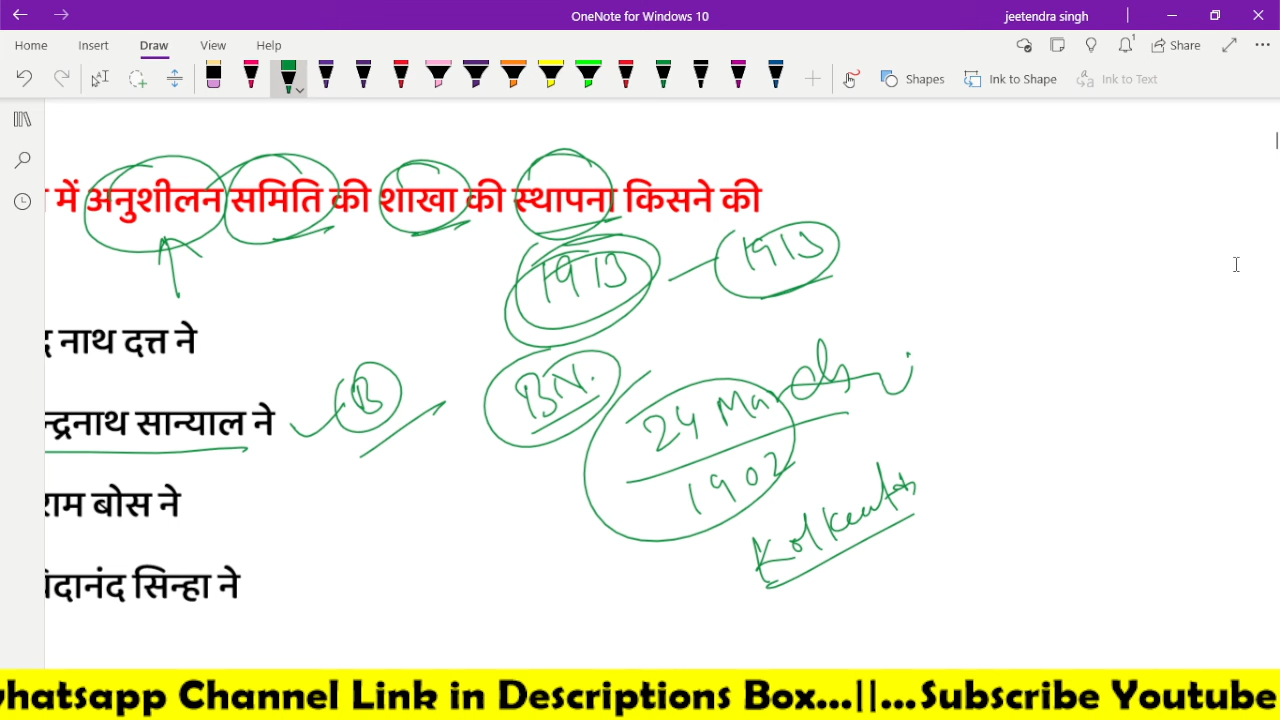 OneNote for Windows 10
jeetendra singh
Home Insert Draw View Help
Share
Shapes Ink to Shape Ink to Text
में अनुशीलन समिति की शाखा की स्थापना किसने की
1913 1913
नाथ दत्त ने
न्द्रनाथ सान्याल ने B BN.
24 March
1902
राम बोस ने
Kolkeutta
दानंद सिन्हा ने
whatsapp Channel Link in Descriptions Box...||...Subscribe Youtube